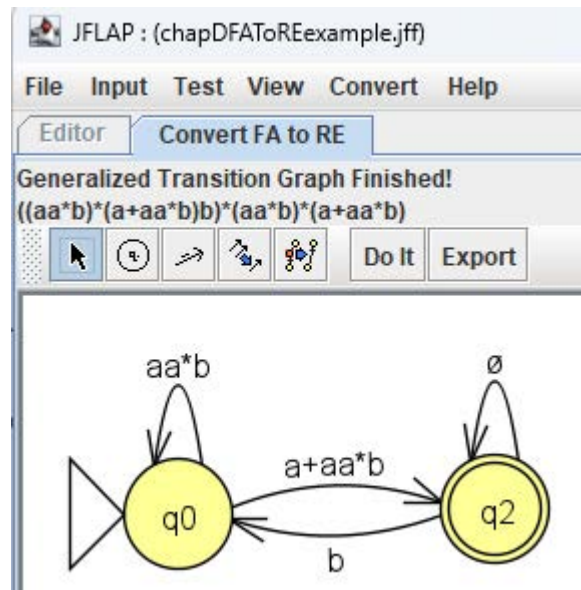 JFLAP : (chapDFAToREexample.jff)
File Input Test View Convert Help
Editor Convert FA to RE
Generalized Transition Graph Finished!
((aa*b)*(a+aa*b)b)*(aa*b)*(a+aa*b)
Do It Export
aa*b ø
a+aa*b
q0 q2
b